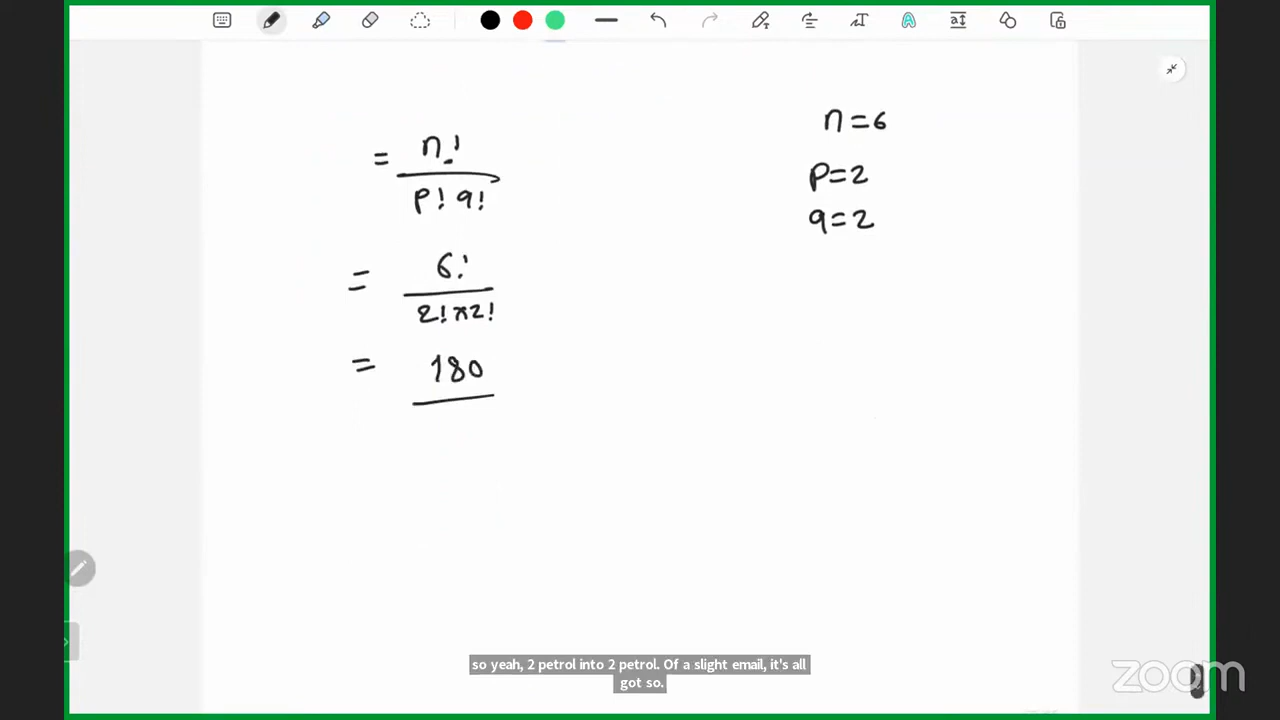 = n! / p! q!
n = 6
p = 2
q = 2
= 6! / 2! x 2!
= 180
so yeah, 2 petrol into 2 petrol. Of a slight email, it's all
got so.
zoom